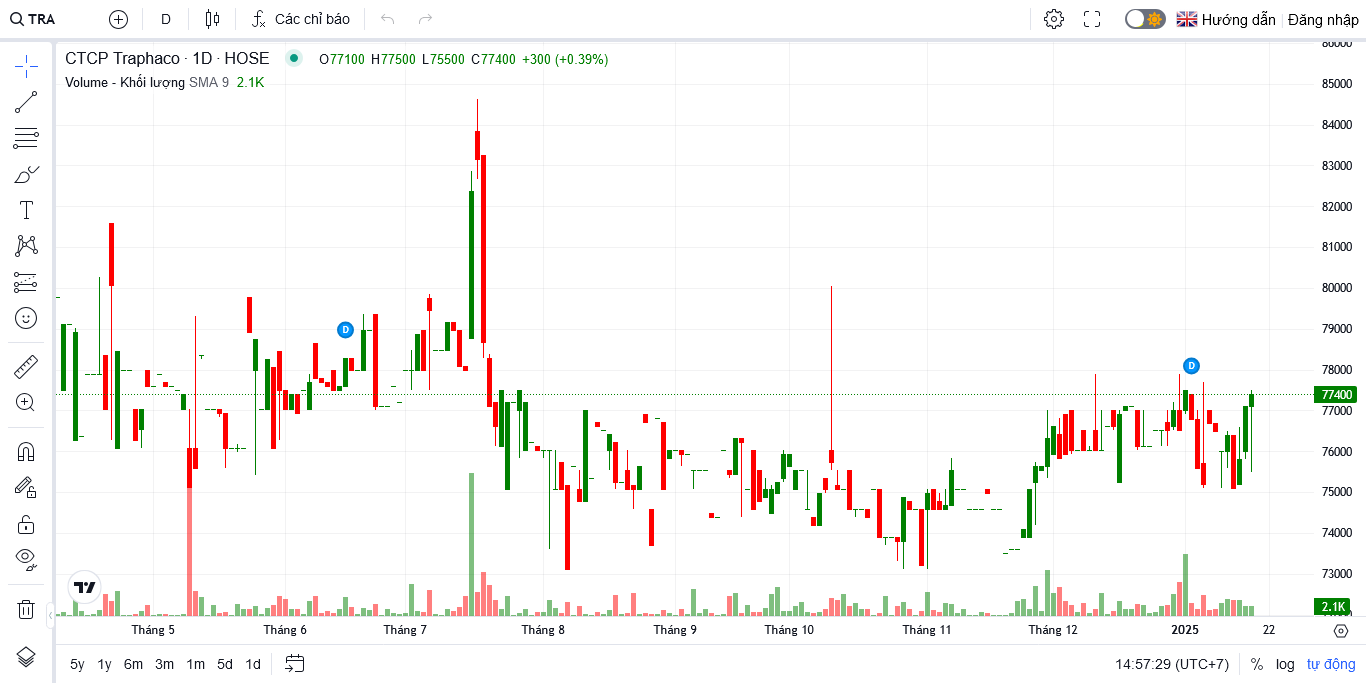 TRA D Các chỉ báo Hướng dẫn Đăng nhập
CTCP Traphaco · 1D · HOSE O77100 H77500 L75500 C77400 +300 (+0.39%)
Volume - Khối lượng SMA 9 2.1K
86000
85000
84000
83000
82000
81000
80000
79000
D
78000
D
77400
77000
76000
75000
74000
73000
2.1K
Tháng 5 Tháng 6 Tháng 7 Tháng 8 Tháng 9 Tháng 10 Tháng 11 Tháng 12 2025 22
5y 1y 6m 3m 1m 5d 1d 14:57:29 (UTC+7) % log tự động